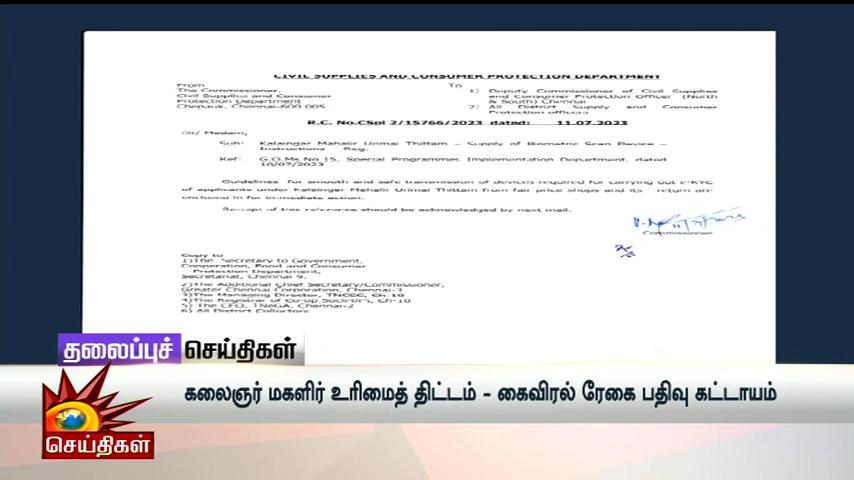 CIVIL SUPPLIES AND CONSUMER PROTECTION DEPARTMENT
From
The Commissioner,
Civil Supplies and Consumer
Protection Department
Chepauk, Chennai-600 005
To
1) Deputy Commissioner of Civil Supplies
and Consumer Protection Officer (North
& South) Chennai
2) All District Supply and Consumer
Protection officers
R.C. No.CSpl 2/15766/2023 dated: 11.07.2023
Sir/ Madam,
Sub: Kalaingar Mahalir Urimai Thittam – Supply of Biometric Scan Device –
Instructions – Reg.
Ref: G.O.Ms.No.15, Special Programmes Implementation Department, dated
10/07/2023
Guidelines for smooth and safe transmission of devices required for carrying out e-KYC
of applicants under Kalaingar Mahalir Urimai Thittam from fair price shops and its return are
enclosed for immediate action.
Receipt of this reference should be acknowledged by next mail.
Commissioner
Copy to
1)The Secretary to Government,
Cooperation, Food and Consumer
Protection Department,
Secretariat, Chennai 9.
2)The Additional Chief Secretary/Commissioner,
Greater Chennai Corporation, Chennai-3
3)The Managing Director, TNCSC, Ch-10
4)The Registrar of Co-op.Societies, Ch-10
5) The CEO, TNeGA, Chennai-2
6) All District Collectors
தலைப்புச் செய்திகள்
கலைஞர் மகளிர் உரிமைத் திட்டம் - கைவிரல் ரேகை பதிவு கட்டாயம்
செய்திகள்